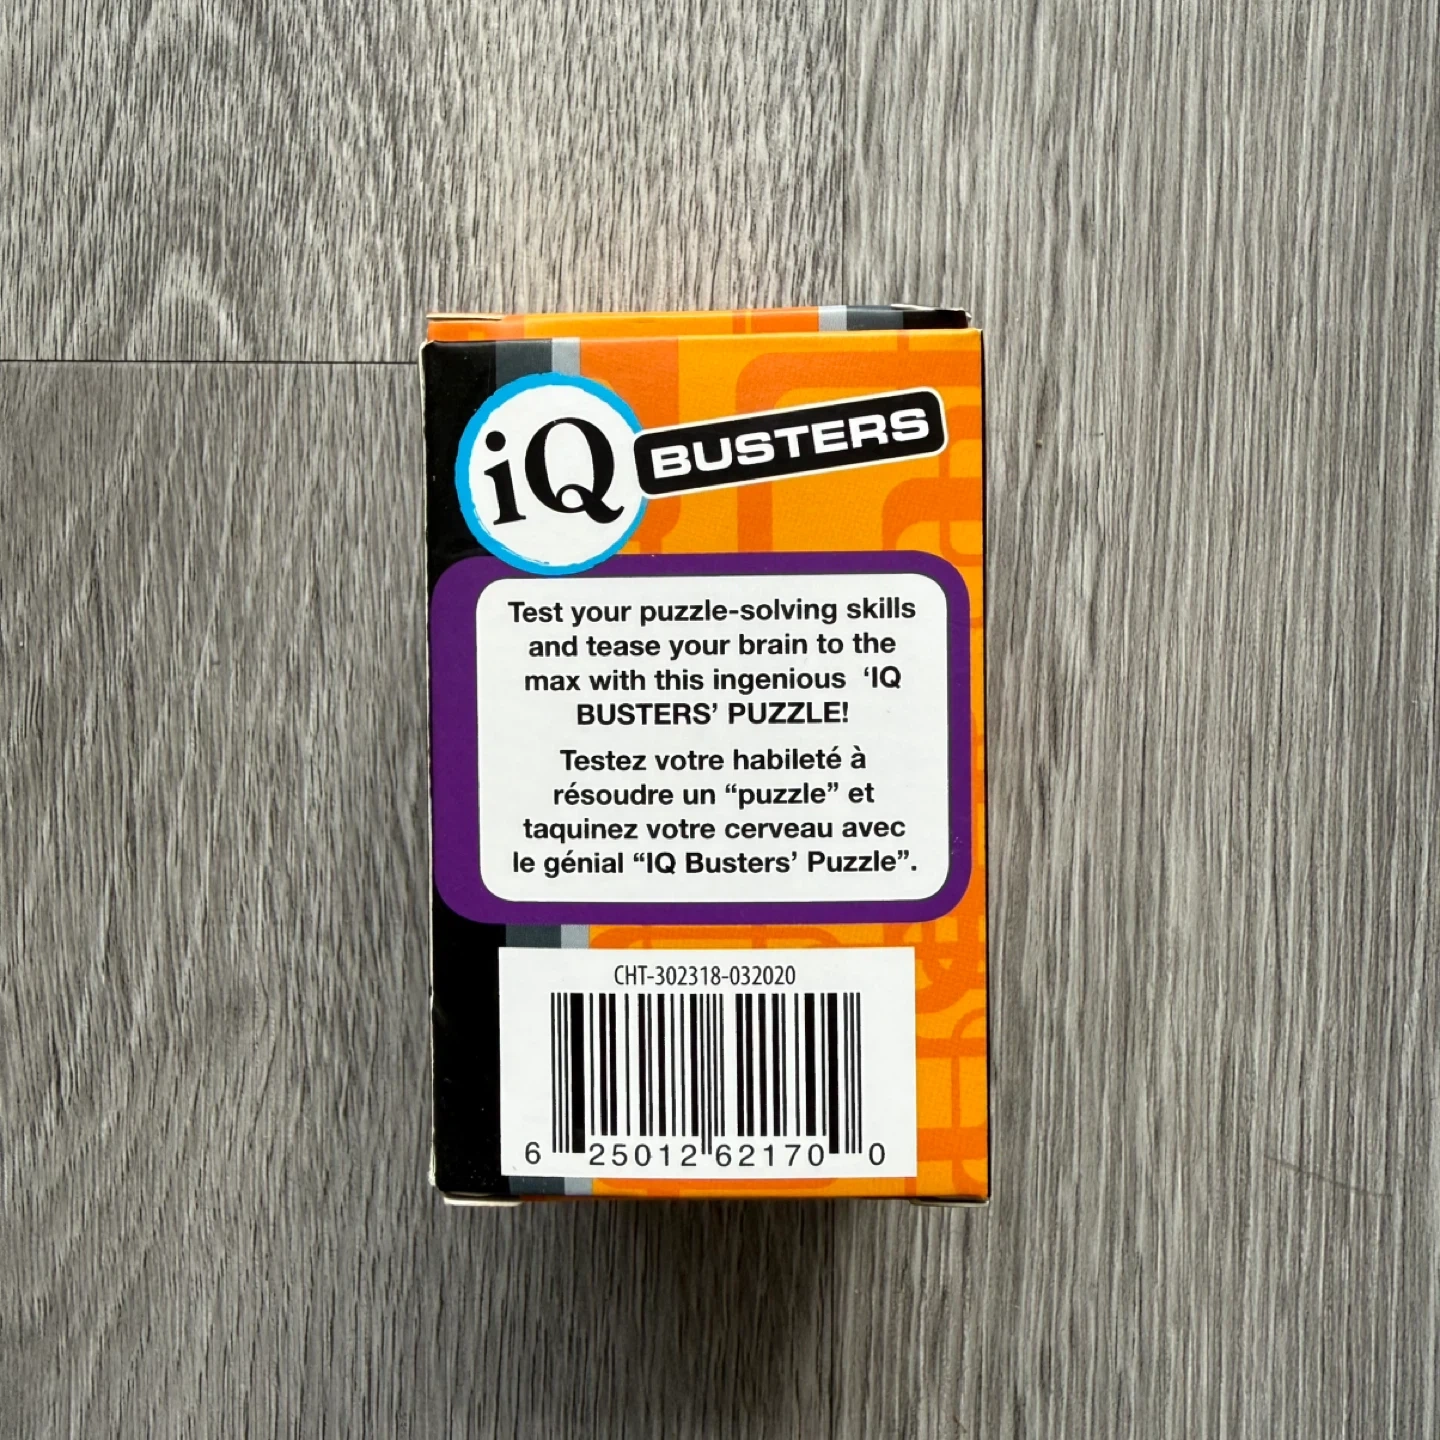 iQ BUSTERS
Test your puzzle-solving skills
and tease your brain to the
max with this ingenious ‘IQ
BUSTERS’ PUZZLE!
Testez votre habileté à
résoudre un “puzzle” et
taquinez votre cerveau avec
le génial “IQ Busters’ Puzzle”.
CHT-302318-032020
6 25012 62170 0